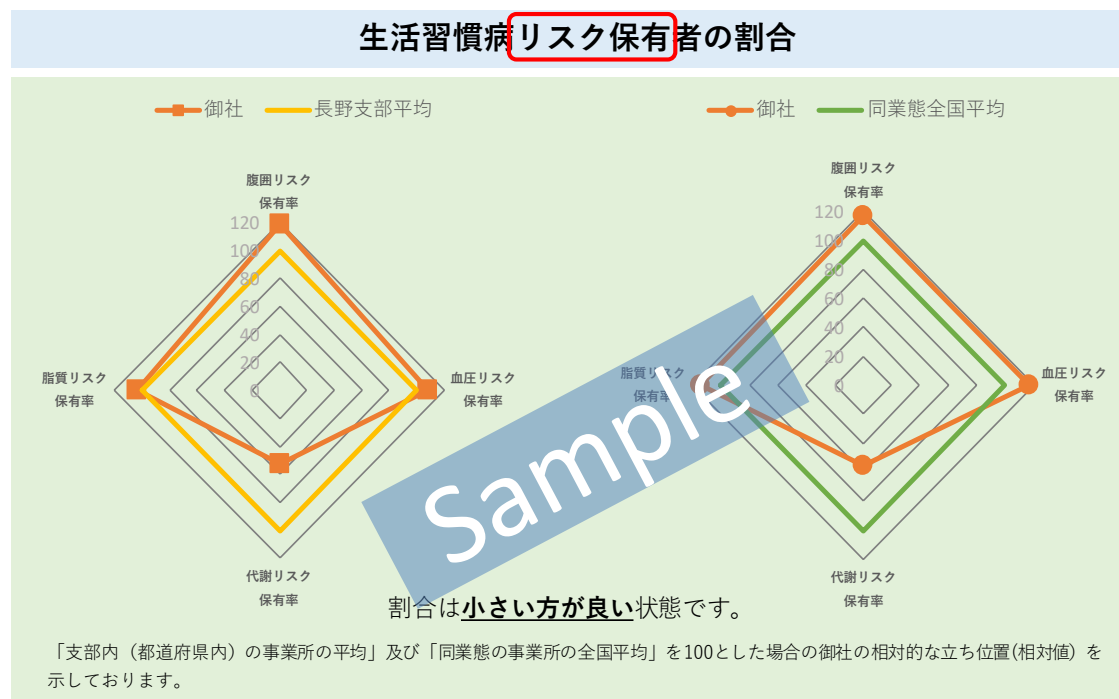 生活習慣病リスク保有者の割合
御社 長野支部平均
腹囲リスク
保有率
120
100
80
60
40
20
0
脂質リスク
保有率
血圧リスク
保有率
代謝リスク
保有率
御社 同業態全国平均
腹囲リスク
保有率
120
100
80
60
40
20
0
脂質リスク
保有率
血圧リスク
保有率
代謝リスク
保有率
Sample
割合は小さい方が良い状態です。
「支部内（都道府県内）の事業所の平均」及び「同業態の事業所の全国平均」を100とした場合の御社の相対的な立ち位置(相対値）を
示しております。